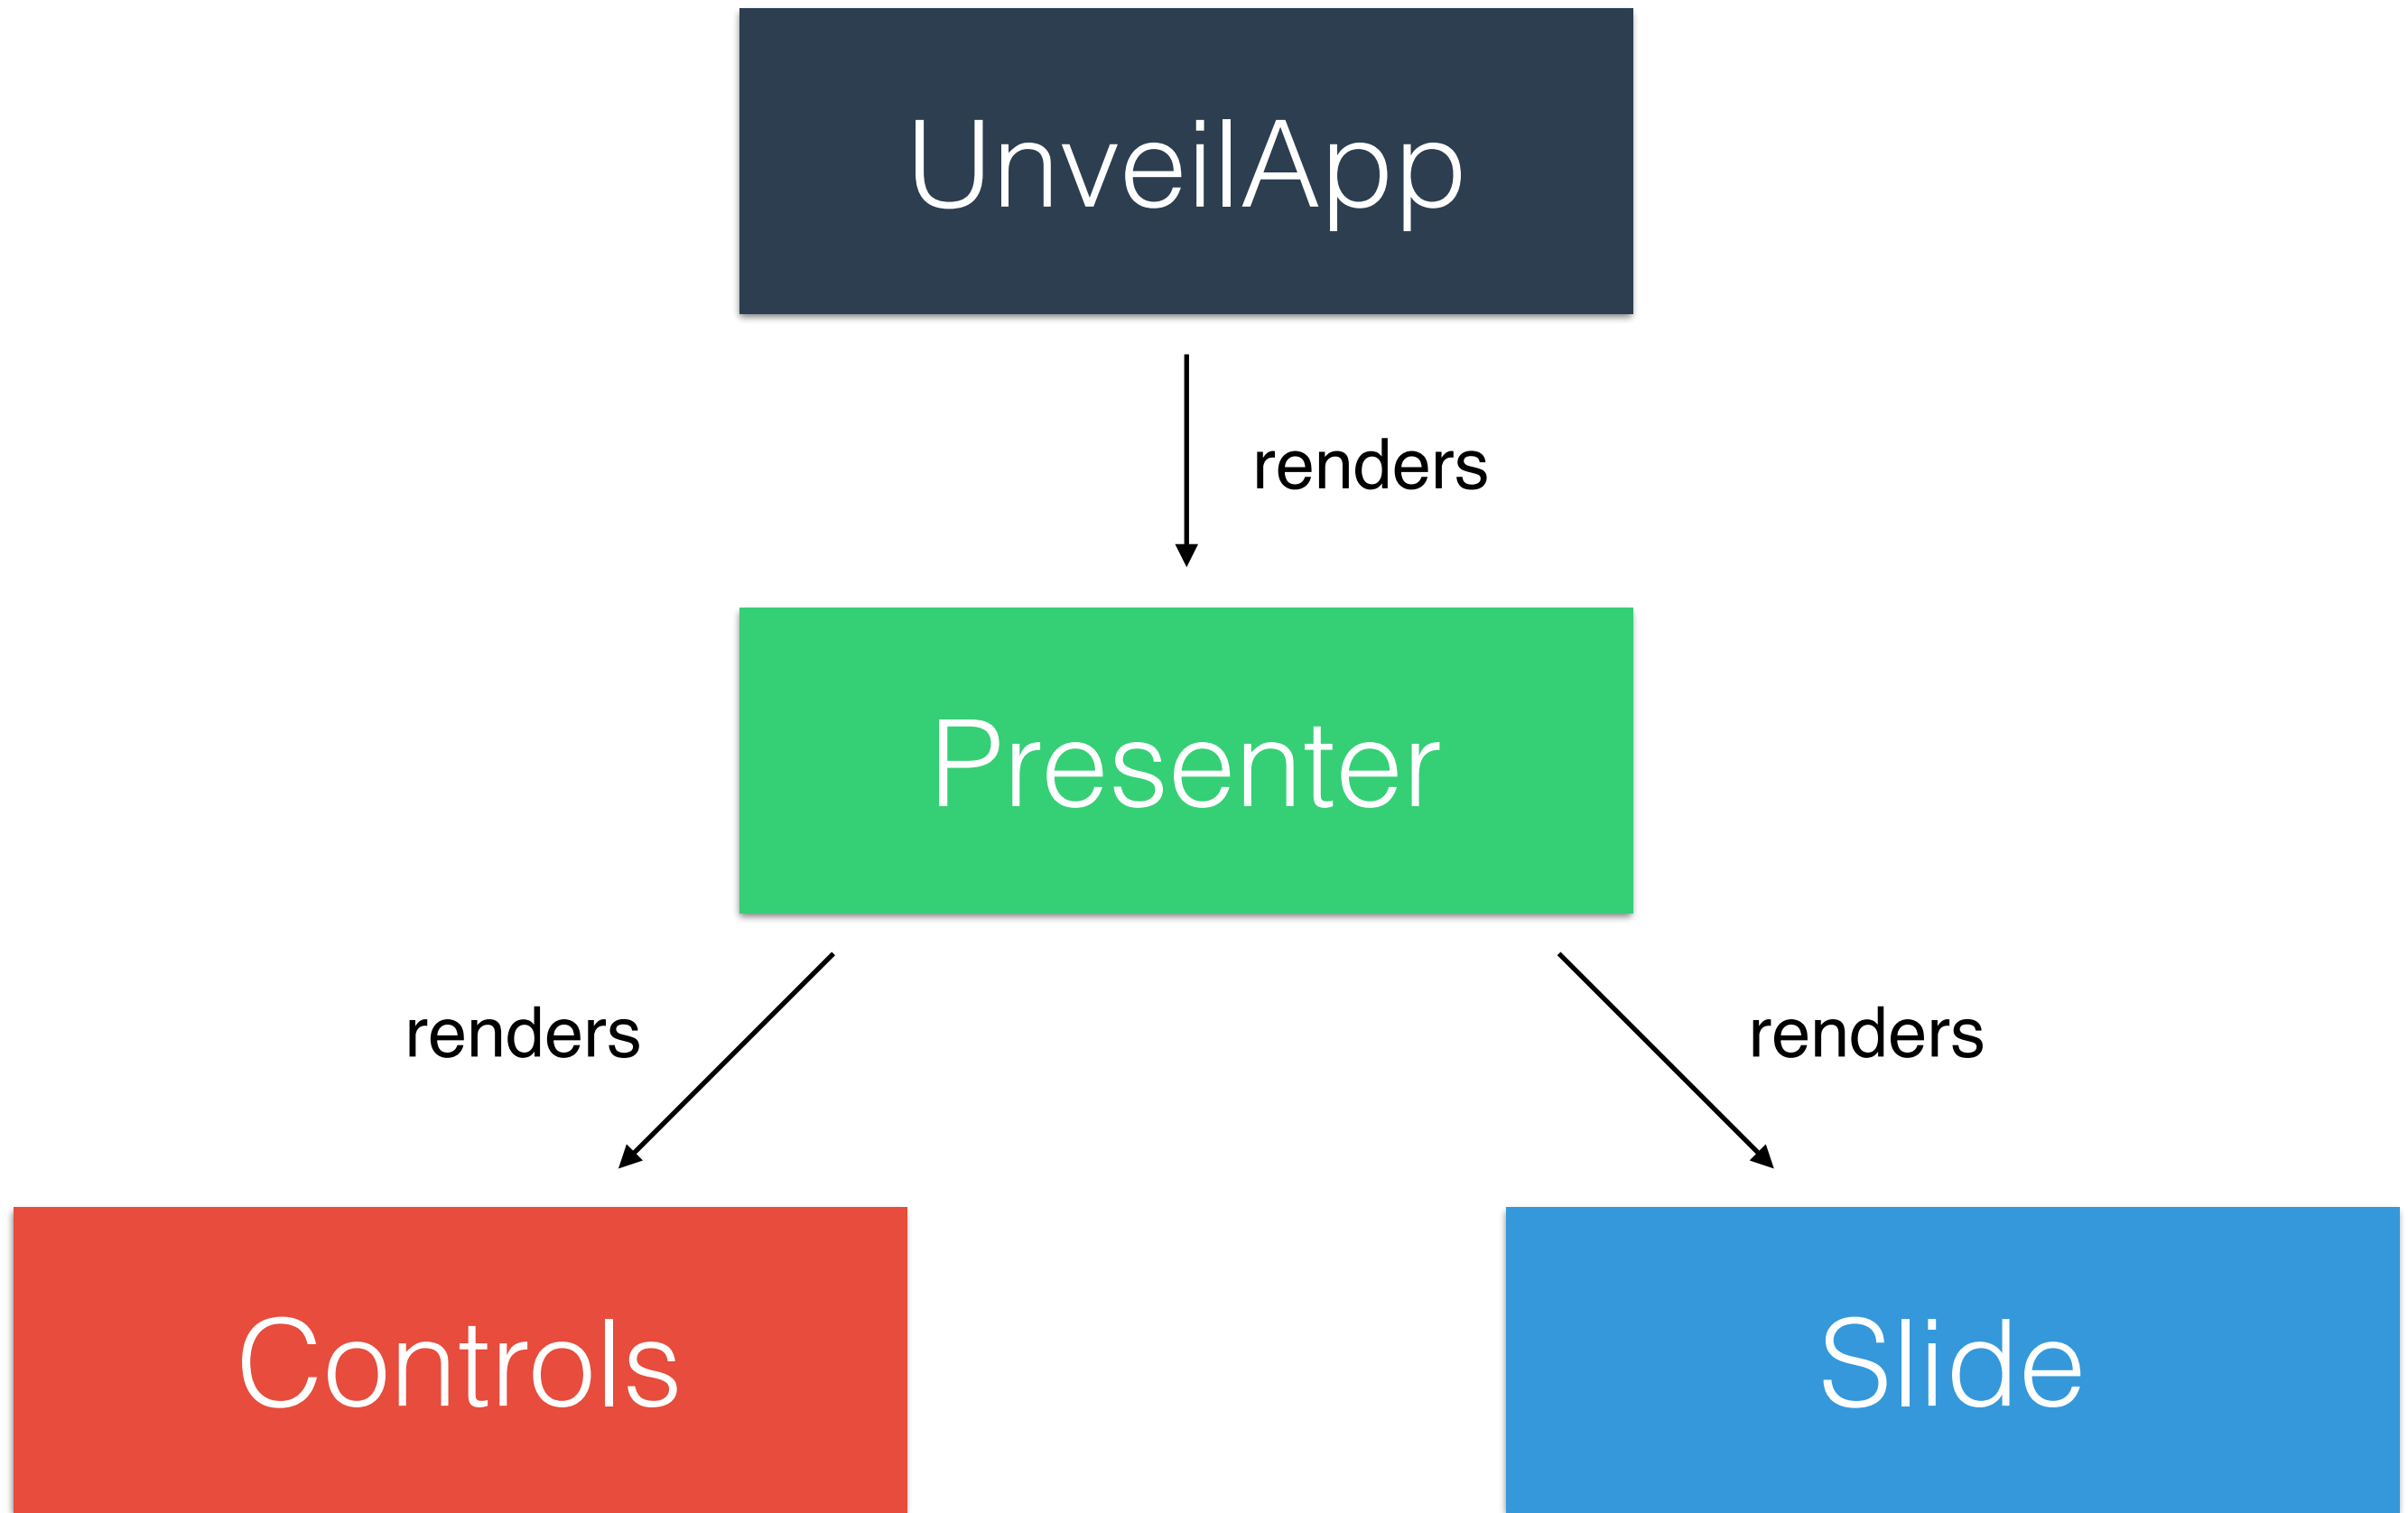 UnveilApp
renders
Presenter
renders
renders
Controls
Slide